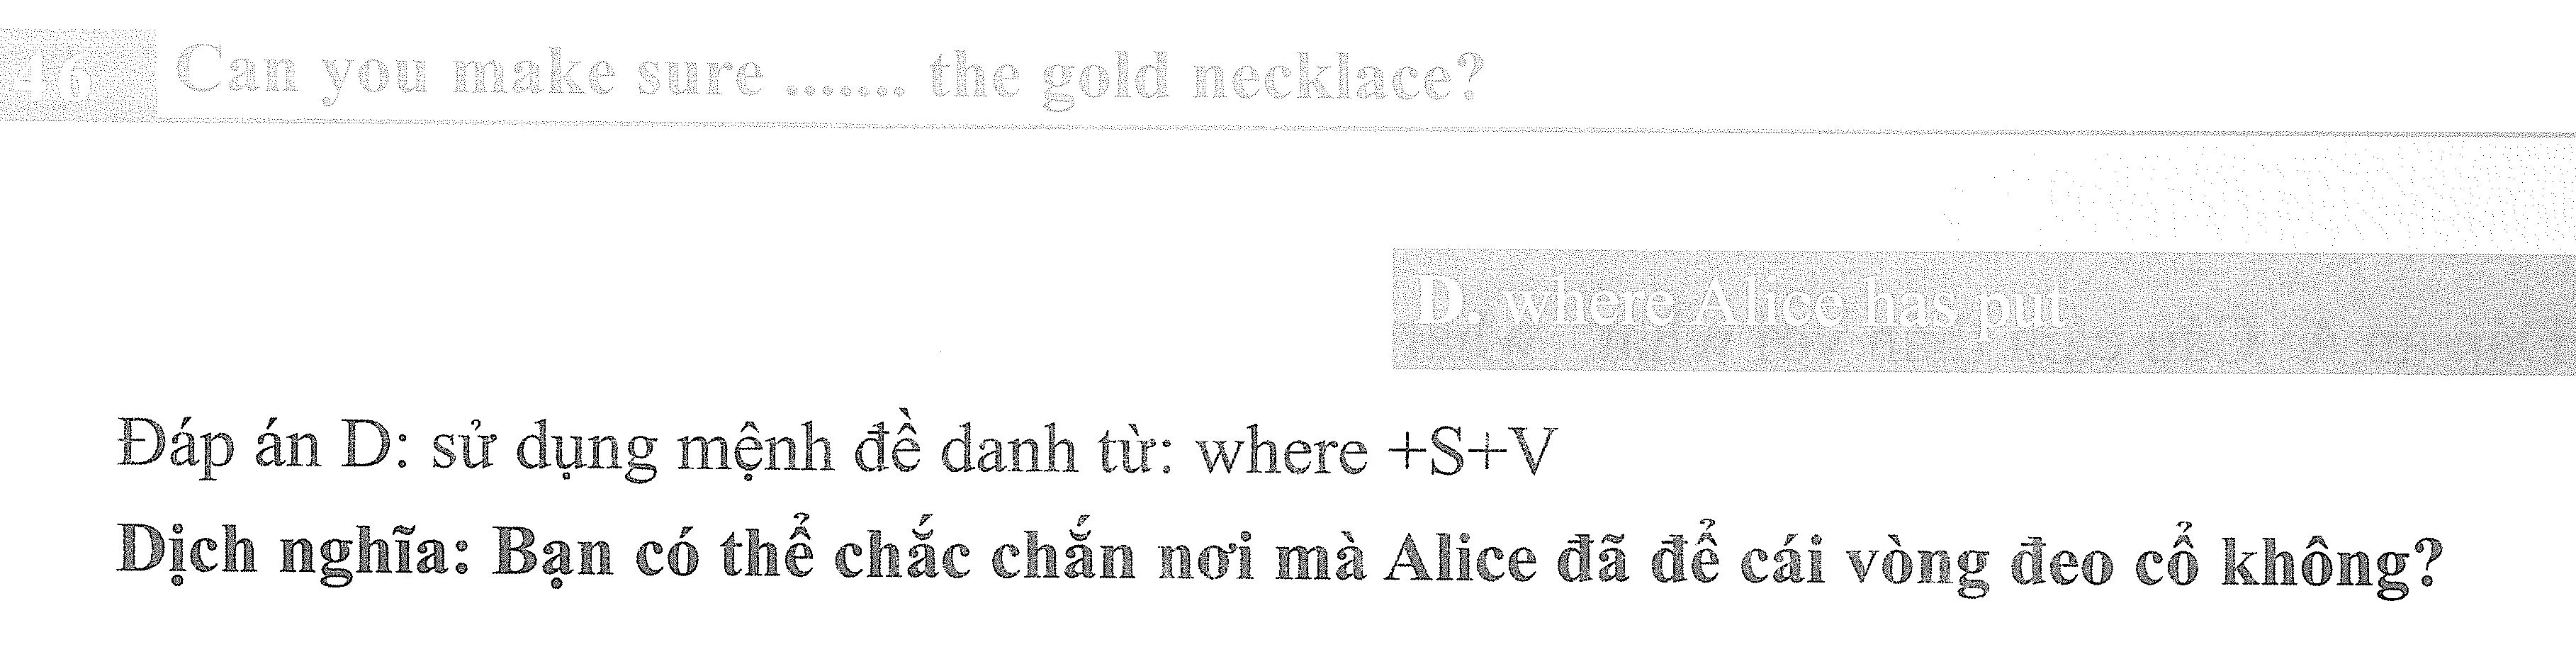 46 Can you make sure ....... the gold necklace?
D. where Alice has put
Đáp án D: sử dụng mệnh đề danh từ: where +S+V
Dịch nghĩa: Bạn có thể chắc chắn nơi mà Alice đã để cái vòng đeo cổ không?